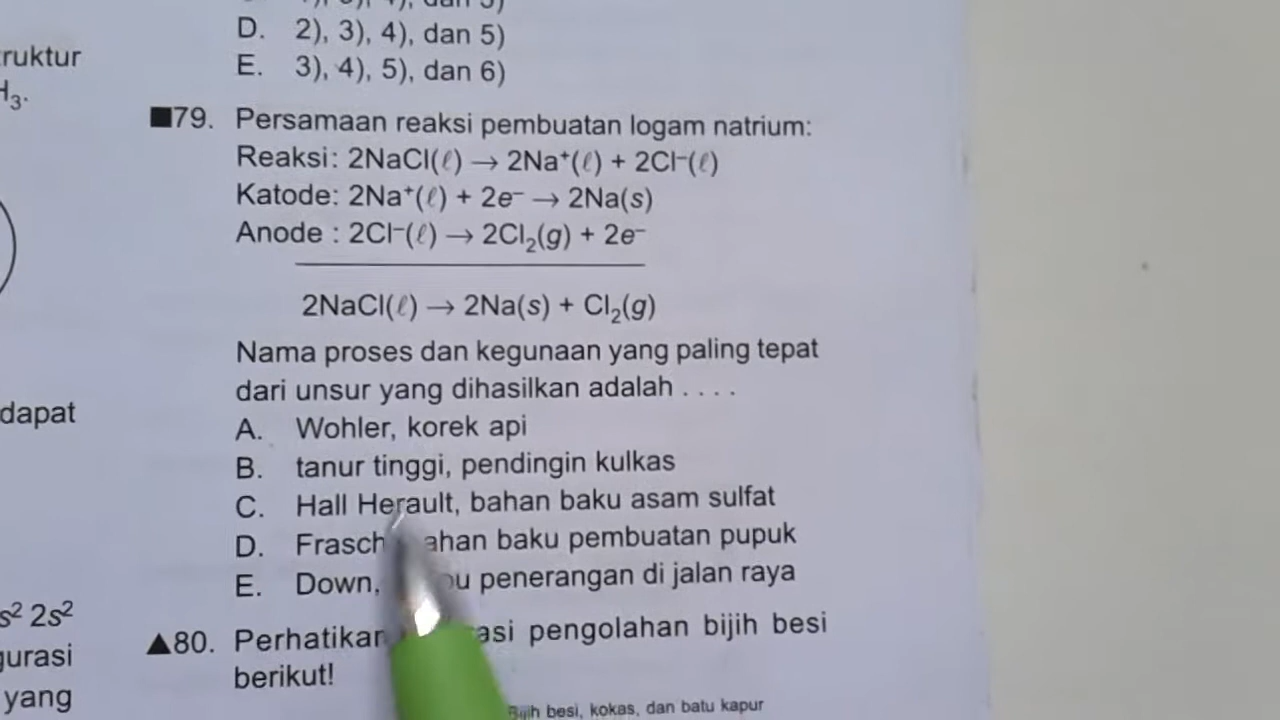 D. 2), 3), 4), dan 5)
E. 3), 4), 5), dan 6)
ruktur
H₃.
■79. Persamaan reaksi pembuatan logam natrium:
Reaksi: 2NaCl(ℓ) → 2Na⁺(ℓ) + 2Cl⁻(ℓ)
Katode: 2Na⁺(ℓ) + 2e⁻ → 2Na(s)
Anode : 2Cl⁻(ℓ) → 2Cl₂(g) + 2e⁻
2NaCl(ℓ) → 2Na(s) + Cl₂(g)
Nama proses dan kegunaan yang paling tepat
dari unsur yang dihasilkan adalah . . . .
A. Wohler, korek api
B. tanur tinggi, pendingin kulkas
C. Hall Herault, bahan baku asam sulfat
D. Frasch ahan baku pembuatan pupuk
E. Down, pu penerangan di jalan raya
▲80. Perhatikan asi pengolahan bijih besi
berikut!
Bijih besi, kokas, dan batu kapur
dapat
s² 2s²
gurasi
yang